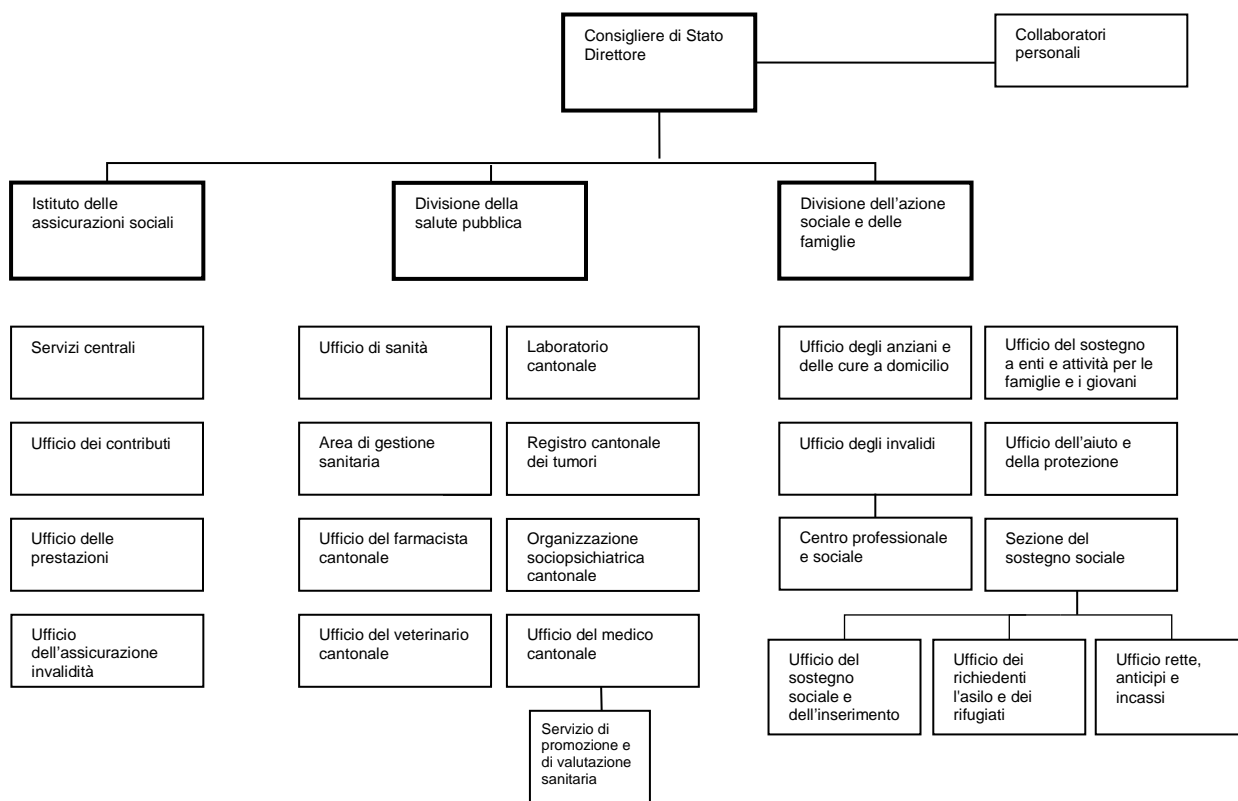 Consigliere di Stato
Direttore
Collaboratori
personali
Istituto delle
assicurazioni sociali
Divisione della
salute pubblica
Divisione dell’azione
sociale e delle
famiglie
Servizi centrali
Ufficio di sanità
Laboratorio
cantonale
Ufficio degli anziani e
delle cure a domicilio
Ufficio del sostegno
a enti e attività per le
famiglie e i giovani
Ufficio dei contributi
Area di gestione
sanitaria
Registro cantonale
dei tumori
Ufficio degli invalidi
Ufficio dell’aiuto e
della protezione
Ufficio delle
prestazioni
Ufficio del farmacista
cantonale
Organizzazione
sociopsichiatrica
cantonale
Centro professionale
e sociale
Sezione del
sostegno sociale
Ufficio
dell’assicurazione
invalidità
Ufficio del veterinario
cantonale
Ufficio del medico
cantonale
Ufficio del
sostegno
sociale e
dell’inserimento
Ufficio dei
richiedenti
l'asilo e dei
rifugiati
Ufficio rette,
anticipi e
incassi
Servizio di
promozione e
di valutazione
sanitaria